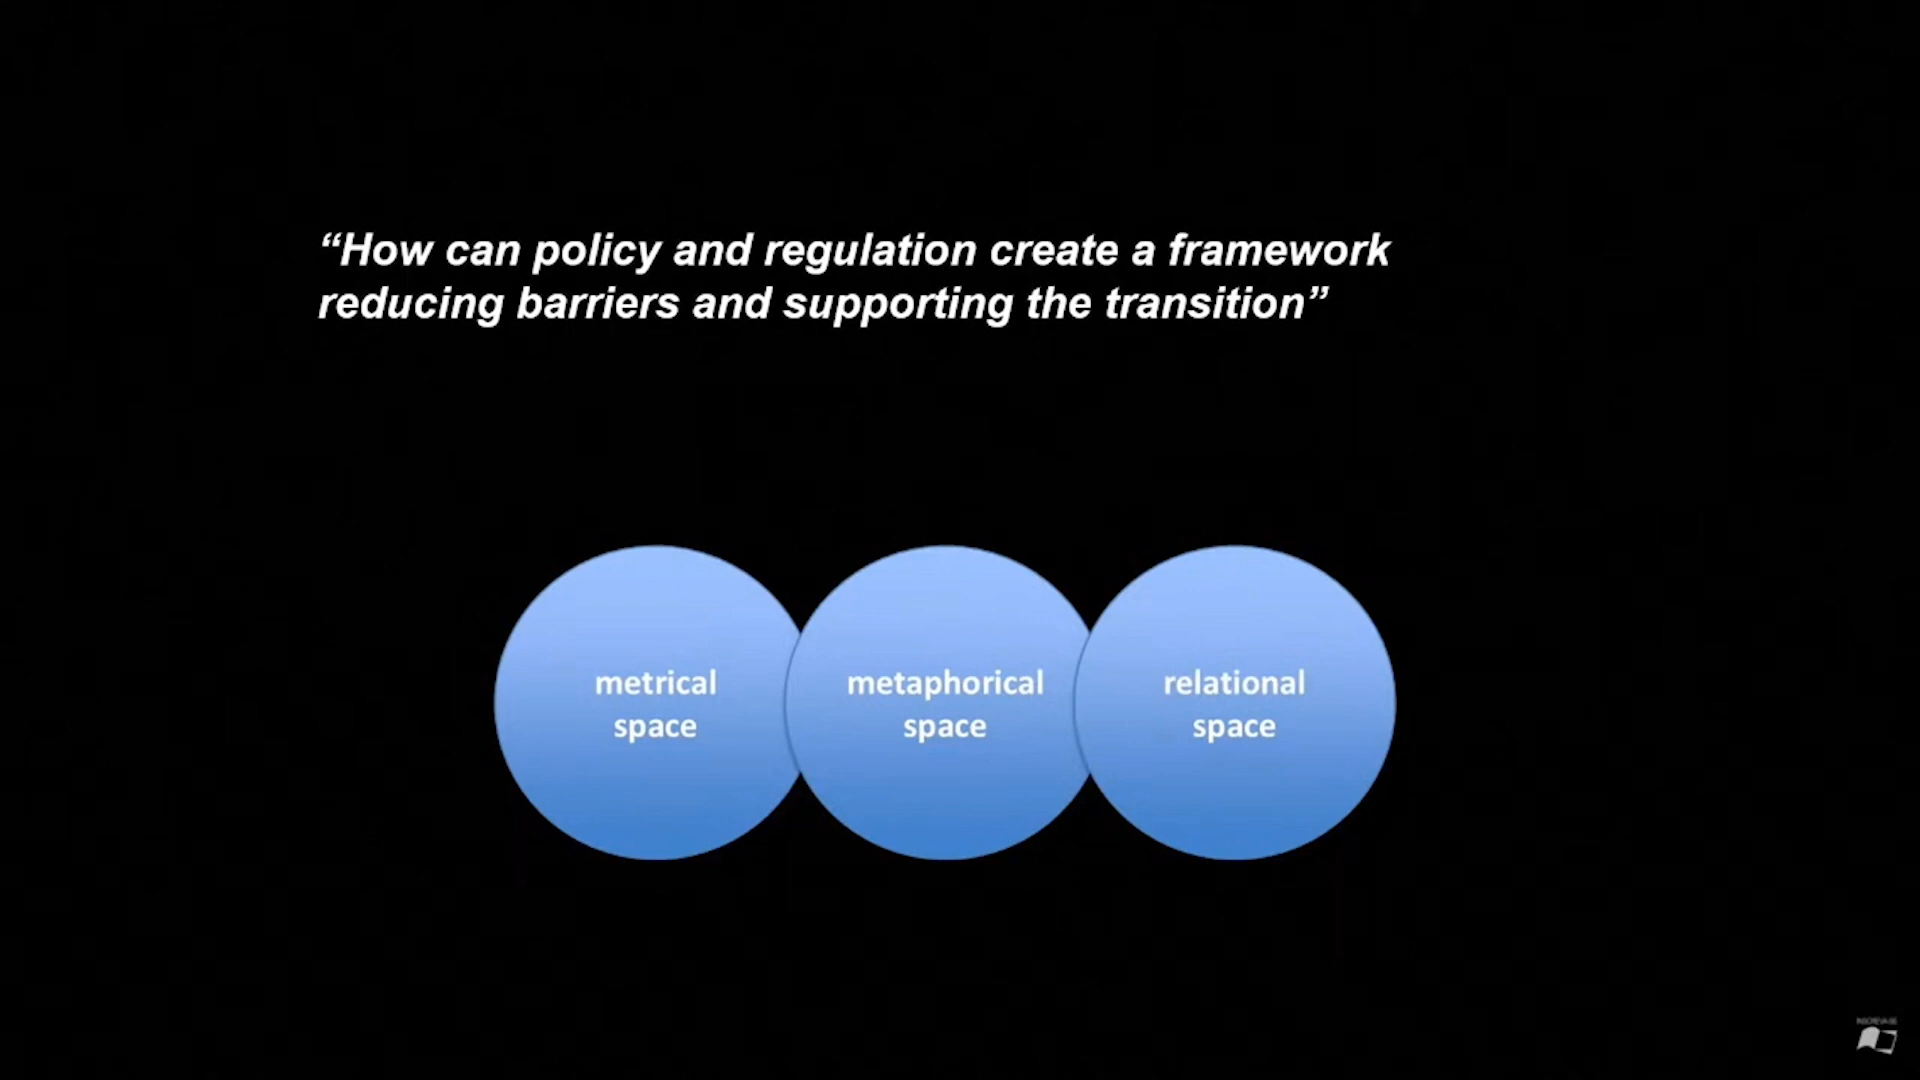 “How can policy and regulation create a framework
reducing barriers and supporting the transition”
metrical
space
metaphorical
space
relational
space